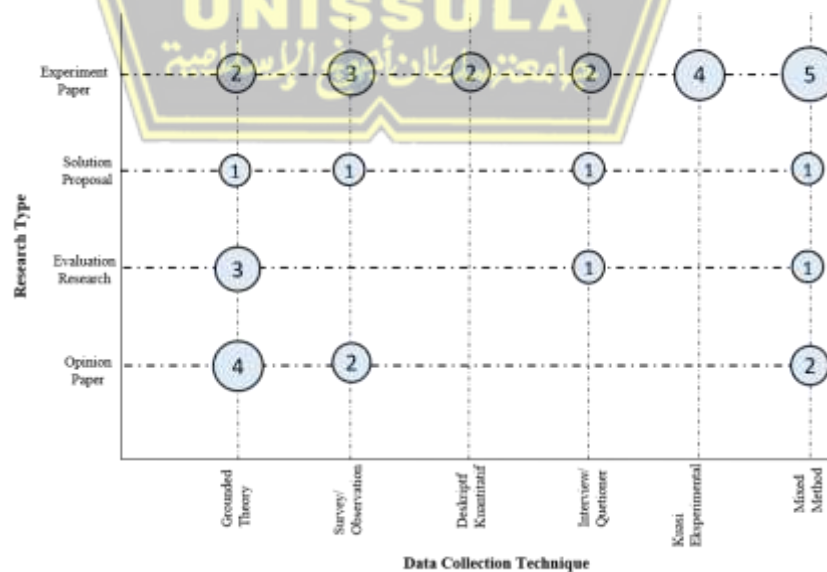 UNISSULA
جامعة سلطان أجونج الإسلامية
Experiment
Paper
2 3 2 2 4 5
Solution
Proposal
1 1 1 1
Evaluation
Research
3 1 1
Opinion
Paper
4 2 2
Research Type
Grounded
Theory
Survey/
Observation
Deskriptf
Kuantitatif
Interview/
Quetioner
Kuasi
Eksperimental
Mixed
Method
Data Collection Technique